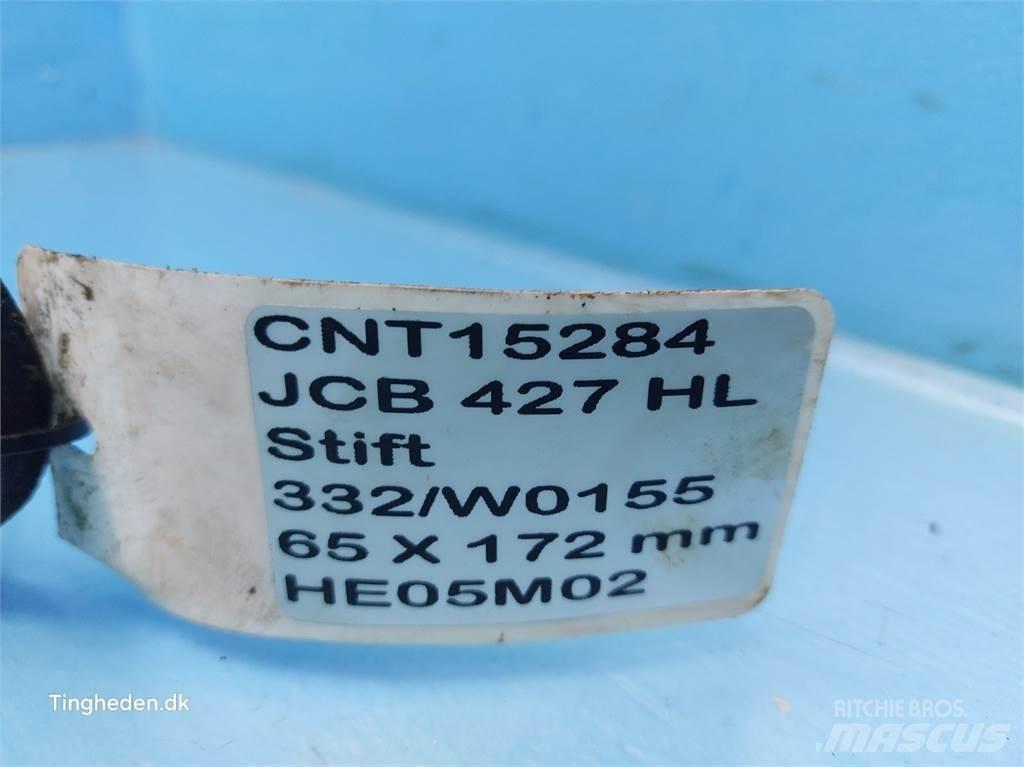 CNT15284
JCB 427 HL
Stift
332/W0155
65 X 172 mm
HE05M02
Tingheden.dk
RITCHIE BROS.
MASCUS